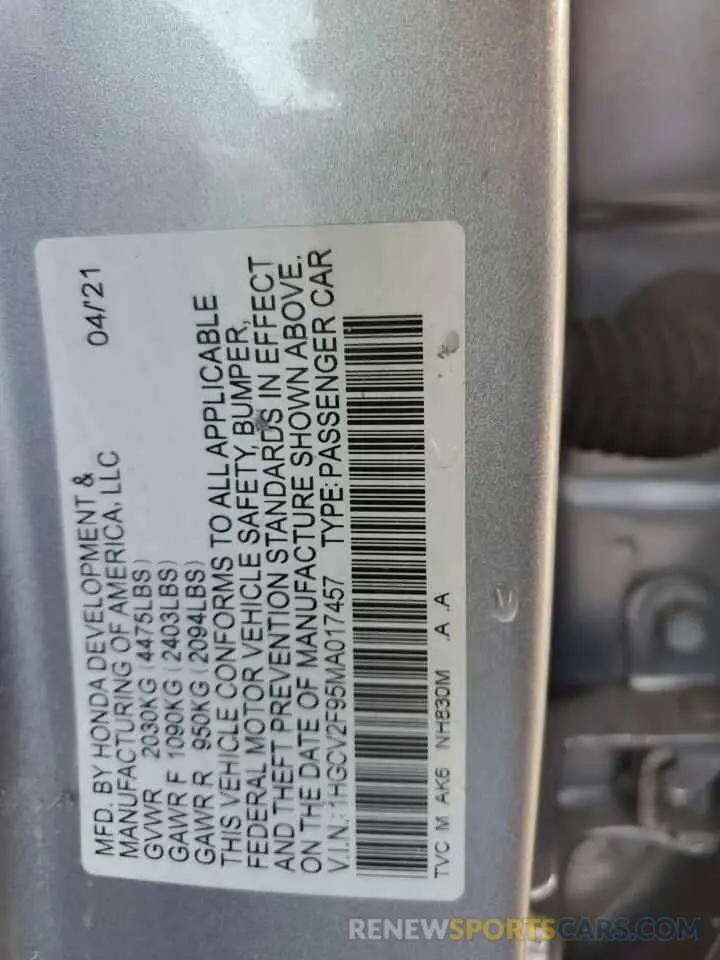 MFD. BY HONDA DEVELOPMENT & 04/'21
MANUFACTURING OF AMERICA, LLC
GVWR 2030KG (4475LBS)
GAWR F 1090KG (2403LBS)
GAWR R 950KG (2094LBS)
THIS VEHICLE CONFORMS TO ALL APPLICABLE
FEDERAL MOTOR VEHICLE SAFETY, BUMPER,
AND THEFT PREVENTION STANDARDS IN EFFECT
ON THE DATE OF MANUFACTURE SHOWN ABOVE.
V.I.N.: 1HGCV2F95MA017457 TYPE: PASSENGER CAR
TVC M AK6 NH830M .A .A
RENEWSPORTSCARS.COM